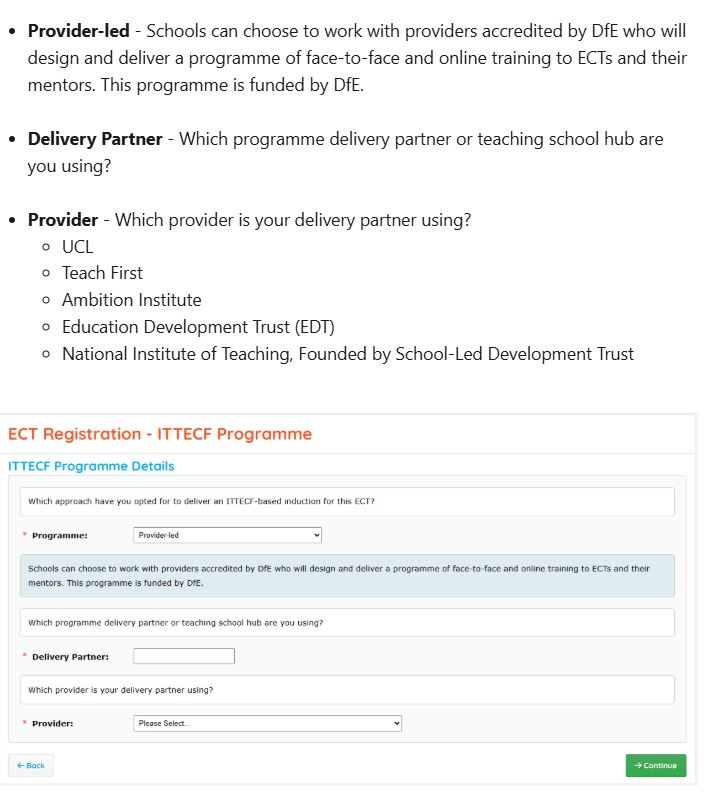 • Provider-led - Schools can choose to work with providers accredited by DfE who will
design and deliver a programme of face-to-face and online training to ECTs and their
mentors. This programme is funded by DfE.
• Delivery Partner - Which programme delivery partner or teaching school hub are
you using?
• Provider - Which provider is your delivery partner using?
○ UCL
○ Teach First
○ Ambition Institute
○ Education Development Trust (EDT)
○ National Institute of Teaching, Founded by School-Led Development Trust
ECT Registration - ITTECF Programme
ITTECF Programme Details
Which approach have you opted for to deliver an ITTECF-based induction for this ECT?
* Programme: Provider-led
Schools can choose to work with providers accredited by DfE who will design and deliver a programme of face-to-face and online training to ECTs and their
mentors. This programme is funded by DfE.
Which programme delivery partner or teaching school hub are you using?
* Delivery Partner:
Which provider is your delivery partner using?
* Provider: Please Select...
← Back → Continue